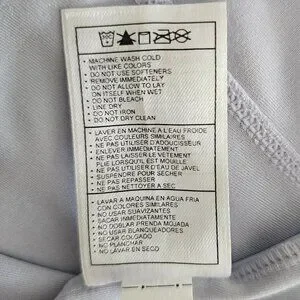 • MACHINE WASH COLD
WITH LIKE COLORS
• DO NOT USE SOFTENERS
• REMOVE IMMEDIATELY
• DO NOT ALLOW TO LAY
ON ITSELF WHEN WET
• DO NOT BLEACH
• LINE DRY
• DO NOT IRON
• DO NOT DRY CLEAN
• LAVER EN MACHINE A L'EAU FROIDE
AVEC COULEURS SIMILAIRES
• NE PAS UTILISER D'ADOUCISSEUR
• ENLEVER IMMÉDIATEMENT
• NE PAS LAISSER LE VETEMENT
PLIE LORSQU'IL EST MOUILLE
• NE PAS UTILISER D'EAU DE JAVEL
• SUSPENDRE POUR SÉCHER
• NE PAS REPASSER
• NE PAS NETTOYER A SEC
• LAVAR A MAQUINA EN AGUA FRIA
CON COLORES SIMILARES
• NO USAR SUAVIZANTES
• SACAR INMEDIATAMENTE
• NO DOBLAR PRENDA MOJADA
• NO USAR BLANQUEADORES
• SECAR COLGADO
• NO PLANCHAR
• NO LAVAR EN SECO